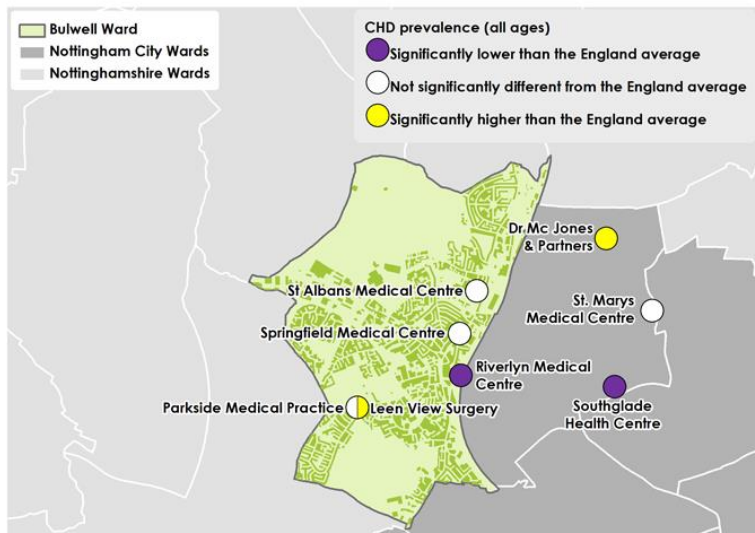 Bulwell Ward
Nottingham City Wards
Nottinghamshire Wards
CHD prevalence (all ages)
Significantly lower than the England average
Not significantly different from the England average
Significantly higher than the England average
Dr Mc Jones
& Partners
St Albans Medical Centre
St. Marys
Medical Centre
Springfield Medical Centre
Riverlyn Medical
Centre
Parkside Medical Practice
Leen View Surgery
Southglade
Health Centre